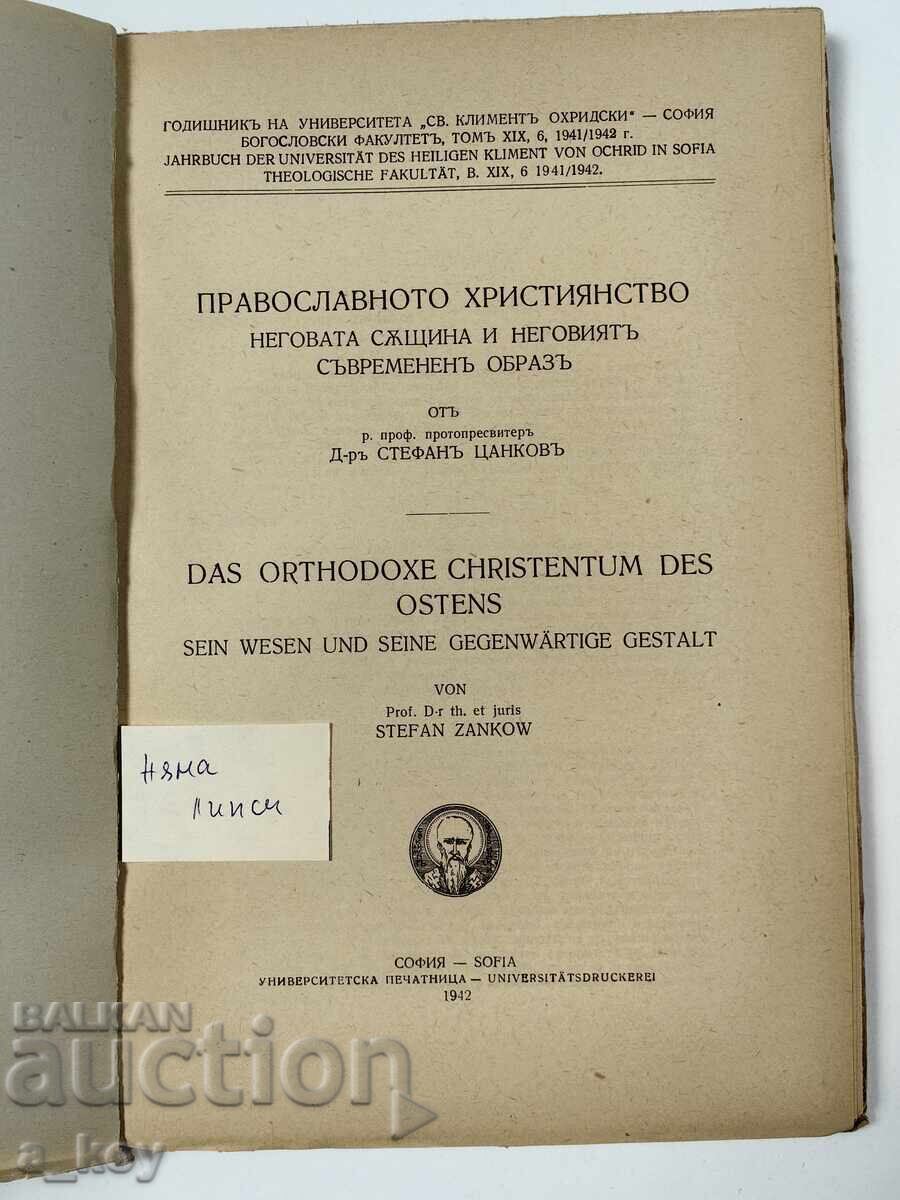 ГОДИШНИКЪ НА УНИВЕРСИТЕТА „СВ. КЛИМЕНТЪ ОХРИДСКИ“ — СОФИЯ
БОГОСЛОВСКИ ФАКУЛТЕТЪ, ТОМЪ XIX, 6, 1941/1942 г.
JAHRBUCH DER UNIVERSITÄT DES HEILIGEN KLIMENT VON OCHRID IN SOFIA
THEOLOGISCHE FAKULTÄT, B. XIX, 6 1941/1942.
ПРАВОСЛАВНОТО ХРИСТИЯНСТВО
НЕГОВАТА СѪЩИНА И НЕГОВИЯТЪ
СЪВРЕМЕНЕНЪ ОБРАЗЪ
ОТЪ
р. проф. протопресвитеръ
Д-ръ СТЕФАНЪ ЦАНКОВЪ
DAS ORTHODOXE CHRISTENTUM DES
OSTENS
SEIN WESEN UND SEINE GEGENWÄRTIGE GESTALT
VON
Prof. D-r th. et juris
STEFAN ZANKOW
няма
липси
СОФИЯ — SOFIA
УНИВЕРСИТЕТСКА ПЕЧАТНИЦА — UNIVERSITÄTSDRUCKEREI
1942
BALKAN
auction
a_koy